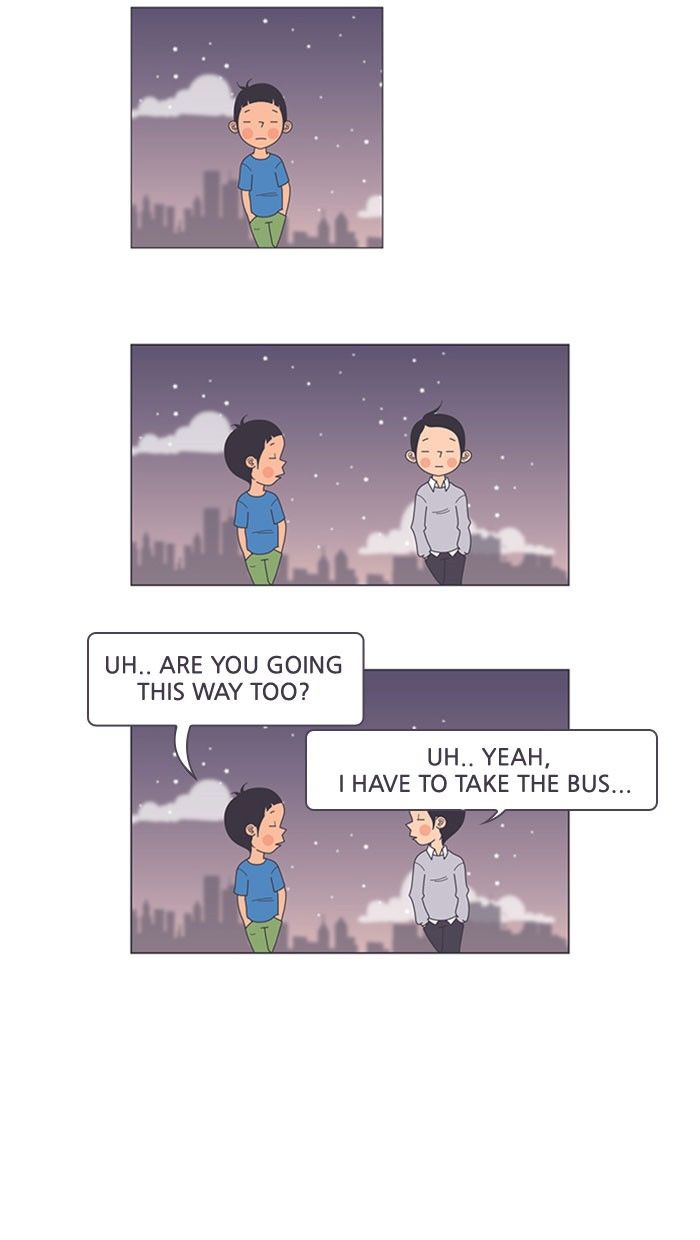 UH.. ARE YOU GOING
THIS WAY TOO?
UH.. YEAH,
I HAVE TO TAKE THE BUS...